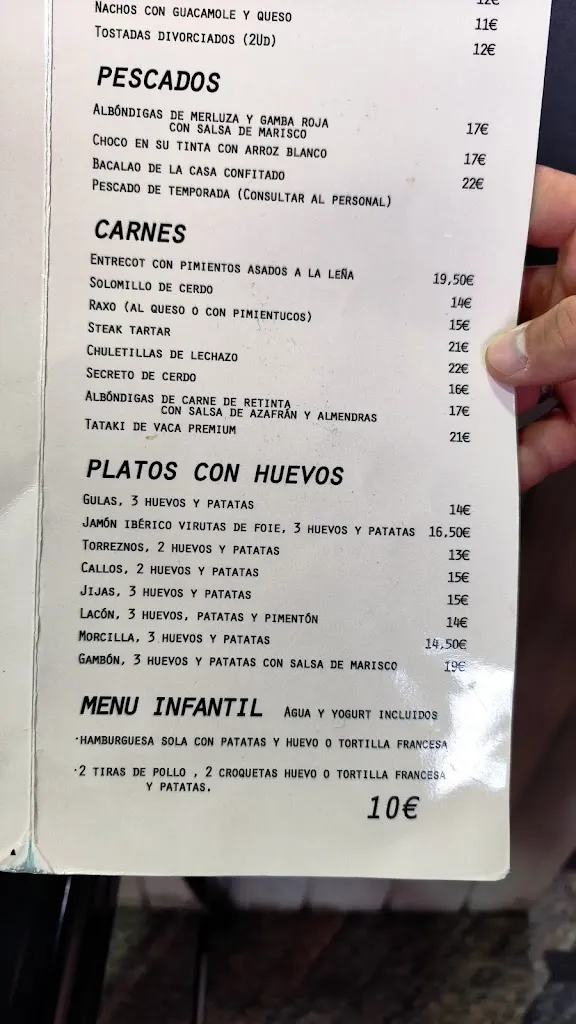 12€
NACHOS CON GUACAMOLE Y QUESO 11€
TOSTADAS DIVORCIADOS (2UD) 12€
PESCADOS
ALBÓNDIGAS DE MERLUZA Y GAMBA ROJA
CON SALSA DE MARISCO 17€
CHOCO EN SU TINTA CON ARROZ BLANCO 17€
BACALAO DE LA CASA CONFITADO 22€
PESCADO DE TEMPORADA (CONSULTAR AL PERSONAL)
CARNES
ENTRECOT CON PIMIENTOS ASADOS A LA LEÑA 19,50€
SOLOMILLO DE CERDO 14€
RAXO (AL QUESO O CON PIMIENTUCOS) 15€
STEAK TARTAR 21€
CHULETILLAS DE LECHAZO 22€
SECRETO DE CERDO 16€
ALBÓNDIGAS DE CARNE DE RETINTA
CON SALSA DE AZAFRÁN Y ALMENDRAS 17€
TATAKI DE VACA PREMIUM 21€
PLATOS CON HUEVOS
GULAS, 3 HUEVOS Y PATATAS 14€
JAMÓN IBÉRICO VIRUTAS DE FOIE, 3 HUEVOS Y PATATAS 16,50€
TORREZNOS, 2 HUEVOS Y PATATAS 13€
CALLOS, 2 HUEVOS Y PATATAS 15€
JIJAS, 3 HUEVOS Y PATATAS 15€
LACÓN, 3 HUEVOS, PATATAS Y PIMENTÓN 14€
MORCILLA, 3 HUEVOS Y PATATAS 14,50€
GAMBÓN, 3 HUEVOS Y PATATAS CON SALSA DE MARISCO 19€
MENU INFANTIL AGUA Y YOGURT INCLUIDOS
·HAMBURGUESA SOLA CON PATATAS Y HUEVO O TORTILLA FRANCESA
·2 TIRAS DE POLLO , 2 CROQUETAS HUEVO O TORTILLA FRANCESA
Y PATATAS.
10€